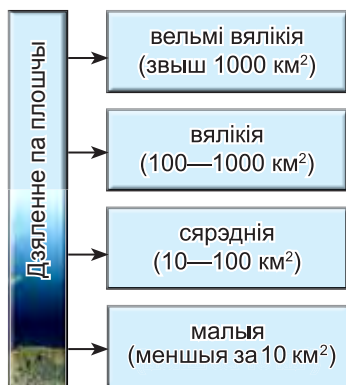 Дзяленне па плошчы
вельмі вялікія
(звыш 1000 км²)
вялікія
(100—1000 км²)
сярэднія
(10—100 км²)
малыя
(меншыя за 10 км²)